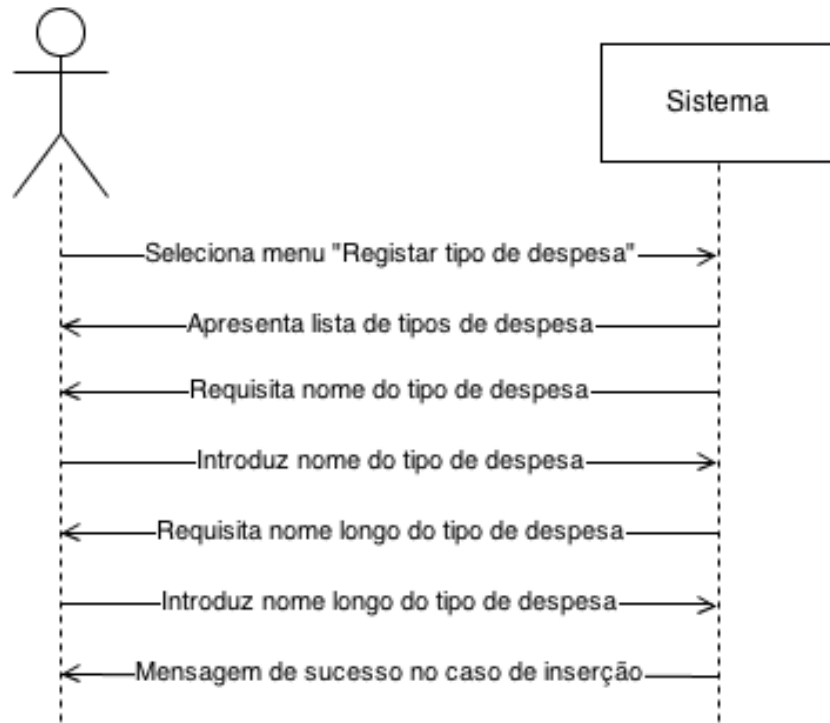 Sistema
Seleciona menu "Registar tipo de despesa"
Apresenta lista de tipos de despesa
Requisita nome do tipo de despesa
Introduz nome do tipo de despesa
Requisita nome longo do tipo de despesa
Introduz nome longo do tipo de despesa
Mensagem de sucesso no caso de inserção